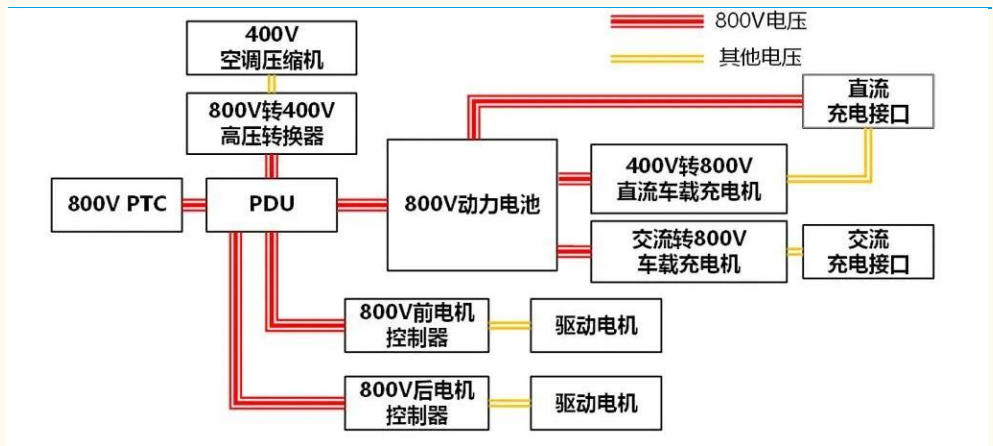 800V电压
其他电压
400V
空调压缩机
800V转400V
高压转换器
直流
充电接口
800V PTC
PDU
800V动力电池
400V转800V
直流车载充电机
交流转800V
车载充电机
交流
充电接口
800V前电机
控制器
驱动电机
800V后电机
控制器
驱动电机